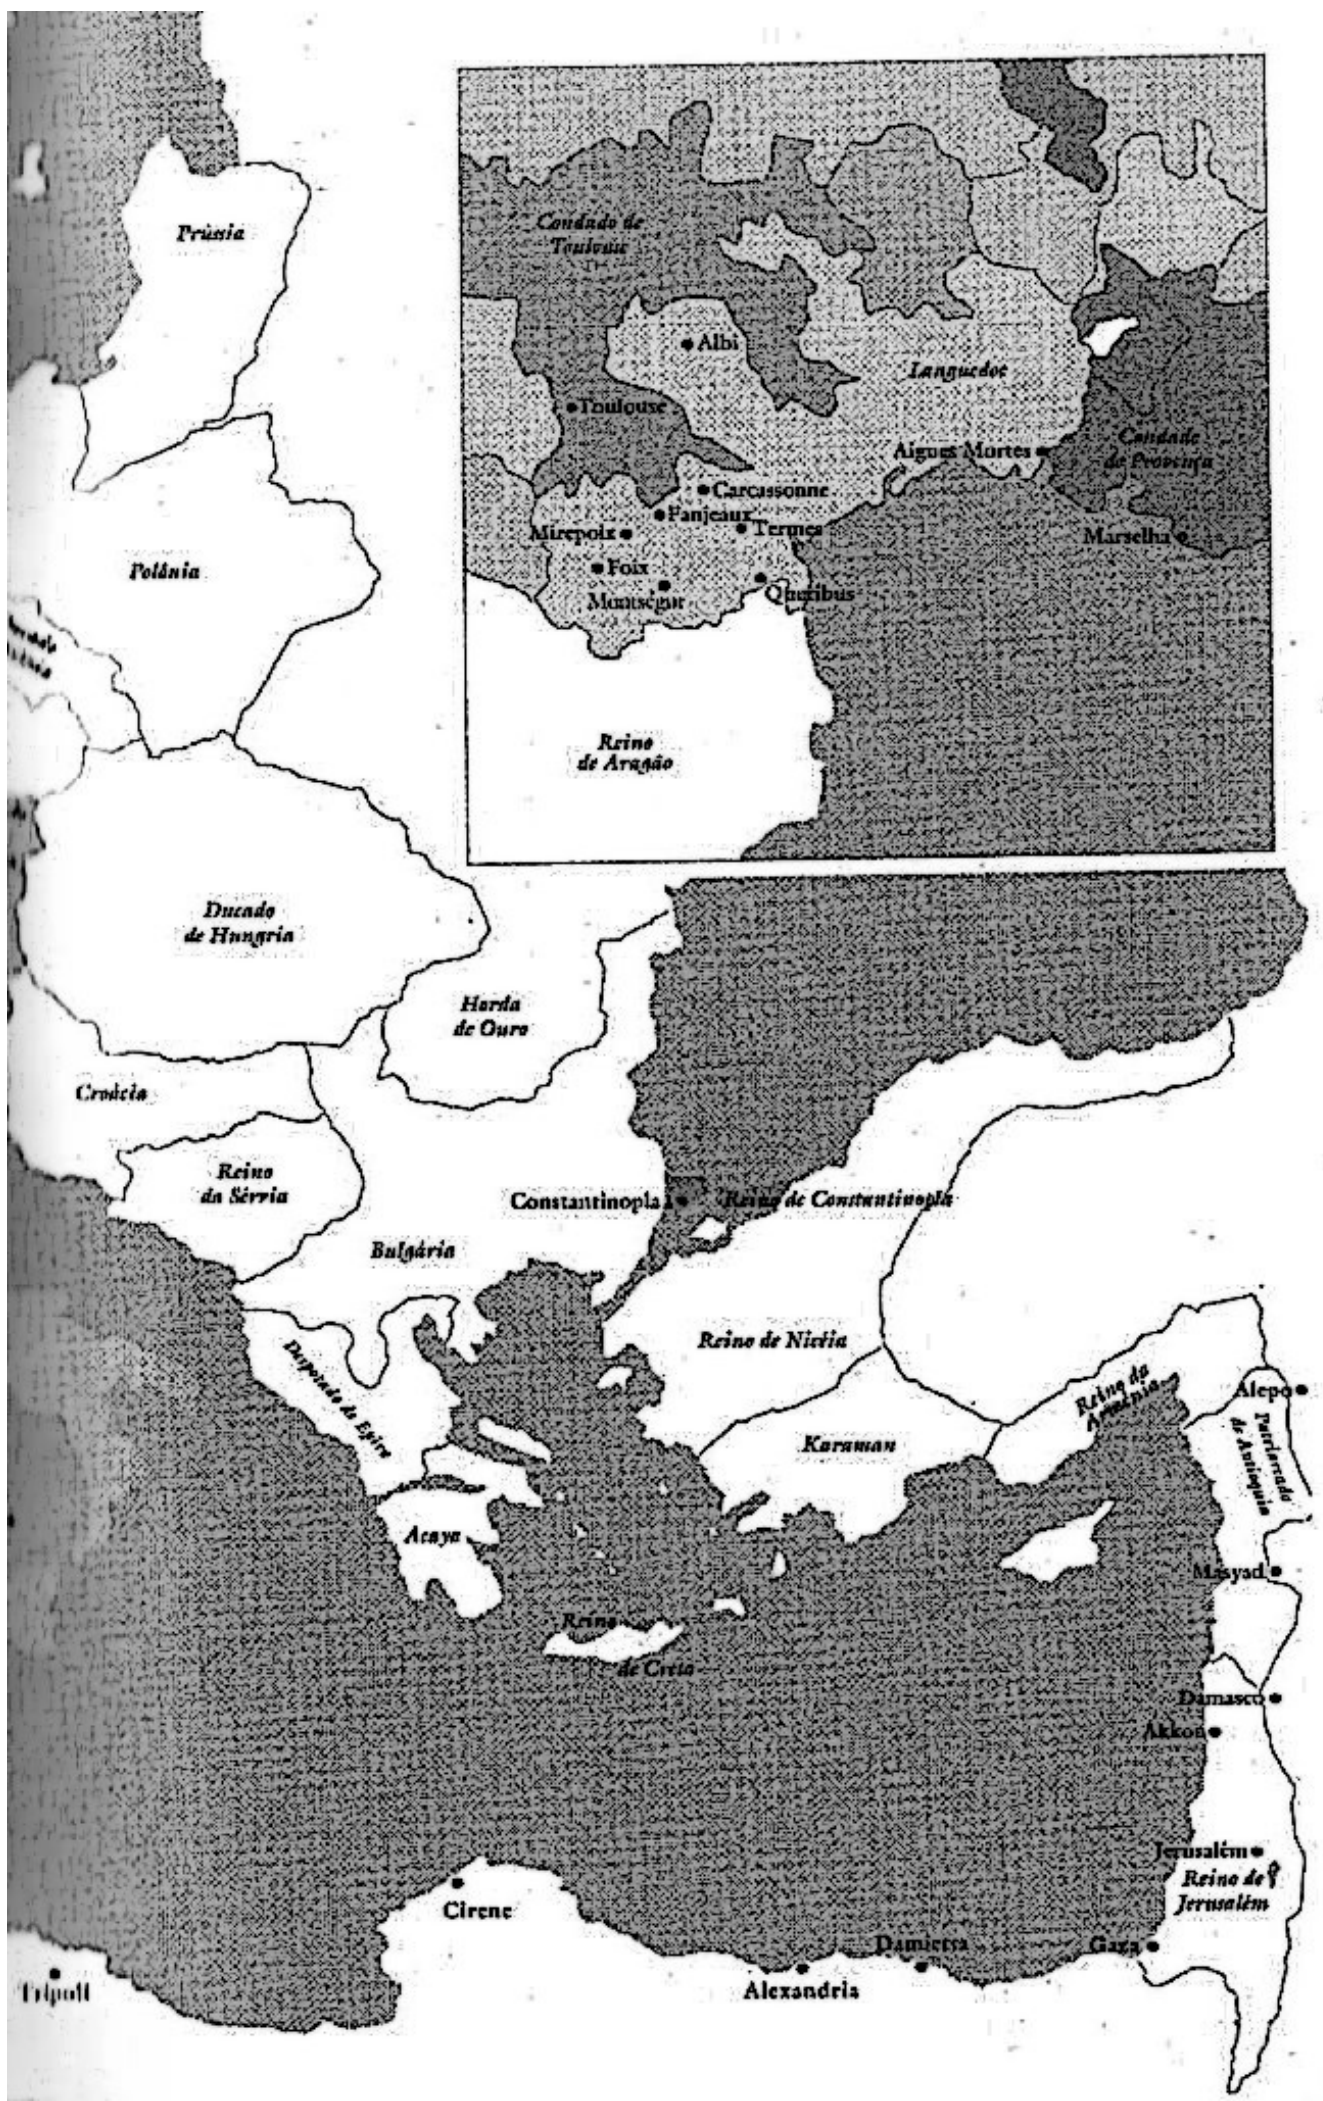 Prússia
Polônia
Condado de
Toulouse
Albi
Languedoc
Toulouse
Aigues Mortes
Condado
de Provença
Carcassonne
Fanjeaux
Mirepoix
Termes
Marselha
Foix
Montségur
Quéribus
Reino
de Aragão
Ducado
de Hungria
Horda
de Ouro
Croácia
Reino
da Sérvia
Constantinopla
Reino de Constantinopla
Bulgária
Reino de Nicéia
Despotado de Egiro
Reino da
Armênia
Alepo
Patriarcado
de Antioquia
Karaman
Acaya
Masyad
Reino
de Creta
Damasco
Akkon
Jerusalém
Reino de
Jerusalém
Cirene
Damietta
Gaza
Alexandria
Trípoli